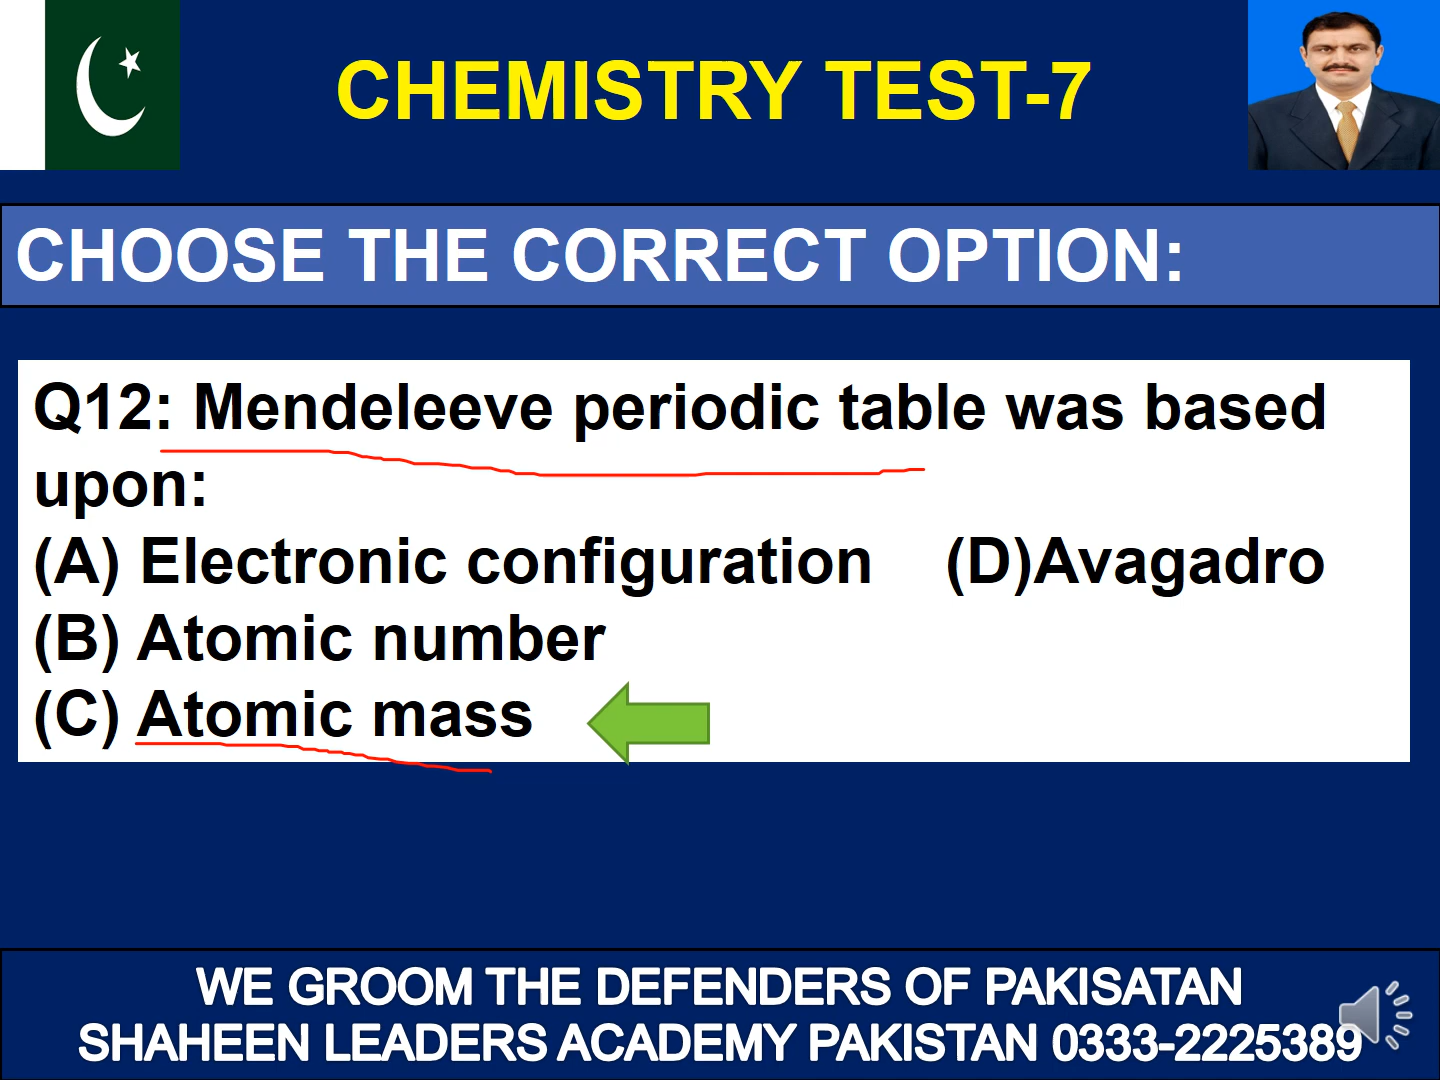 CHEMISTRY TEST-7
CHOOSE THE CORRECT OPTION:
Q12: Mendeleeve periodic table was based
upon:
(A) Electronic configuration (D)Avagadro
(B) Atomic number
(C) Atomic mass
WE GROOM THE DEFENDERS OF PAKISATAN
SHAHEEN LEADERS ACADEMY PAKISTAN 0333-2225389